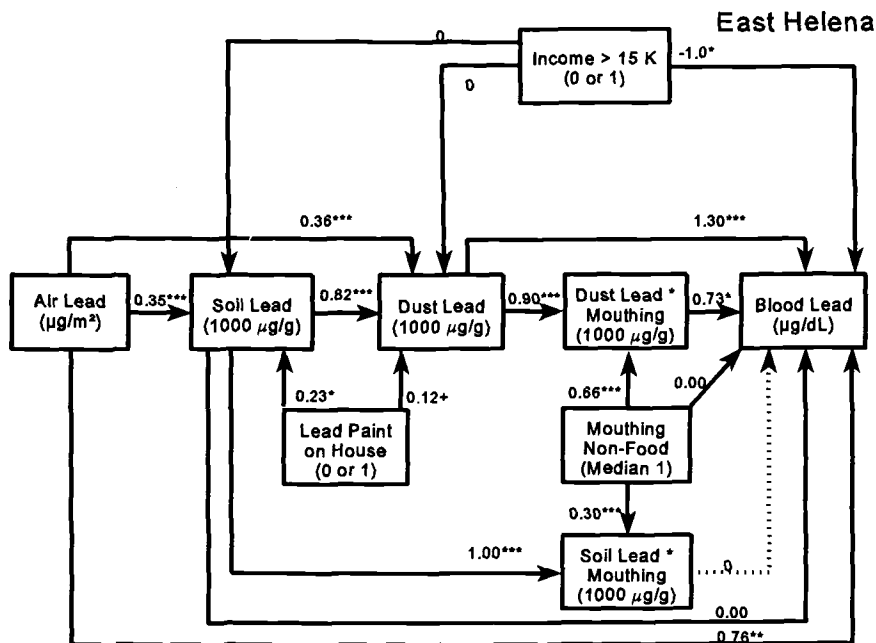 East Helena
Income > 15 K
(0 or 1)
0
-1.0*
0
0.36***
1.30***
Air Lead
(µg/m²)
0.35***
Soil Lead
(1000 µg/g)
0.82***
Dust Lead
(1000 µg/g)
0.90***
Dust Lead *
Mouthing
(1000 µg/g)
0.73*
Blood Lead
(µg/dL)
0.23*
0.12+
0.66***
0.00
Lead Paint
on House
(0 or 1)
Mouthing
Non-Food
(Median 1)
0.30***
1.00***
Soil Lead *
Mouthing
(1000 µg/g)
0
0.00
0.76**